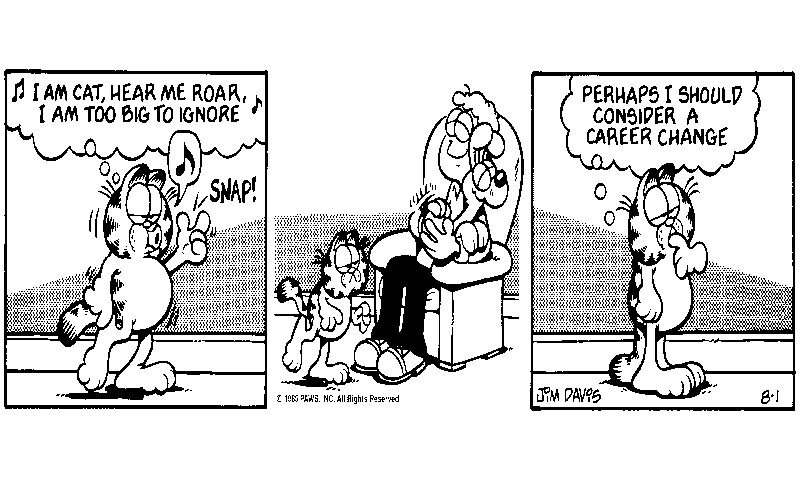 ♫ I AM CAT, HEAR ME ROAR,
I AM TOO BIG TO IGNORE ♪
♪
SNAP!
© 1985 PAWS, INC. All Rights Reserved
PERHAPS I SHOULD
CONSIDER A
CAREER CHANGE
JIM DAVIS
8-1